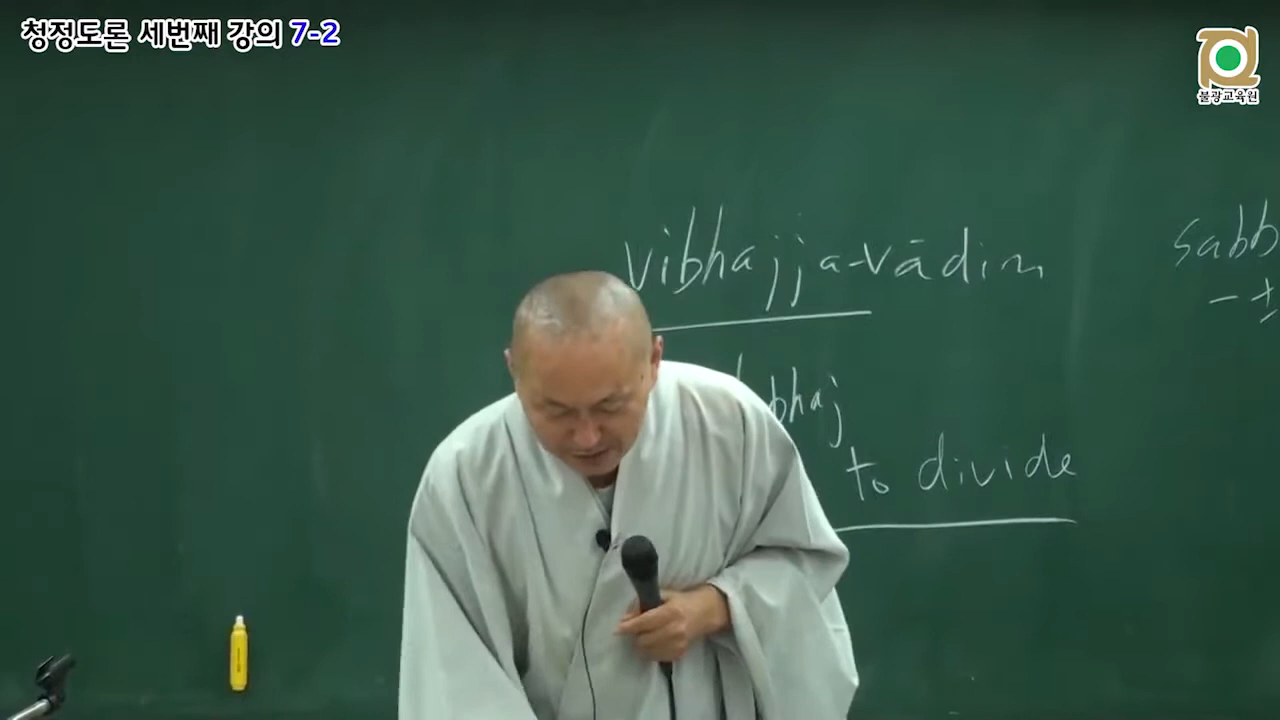 청정도론 세번째 강의 7-2
불광교육원
vibhajja-vādin
sabb
bhaj
to divide